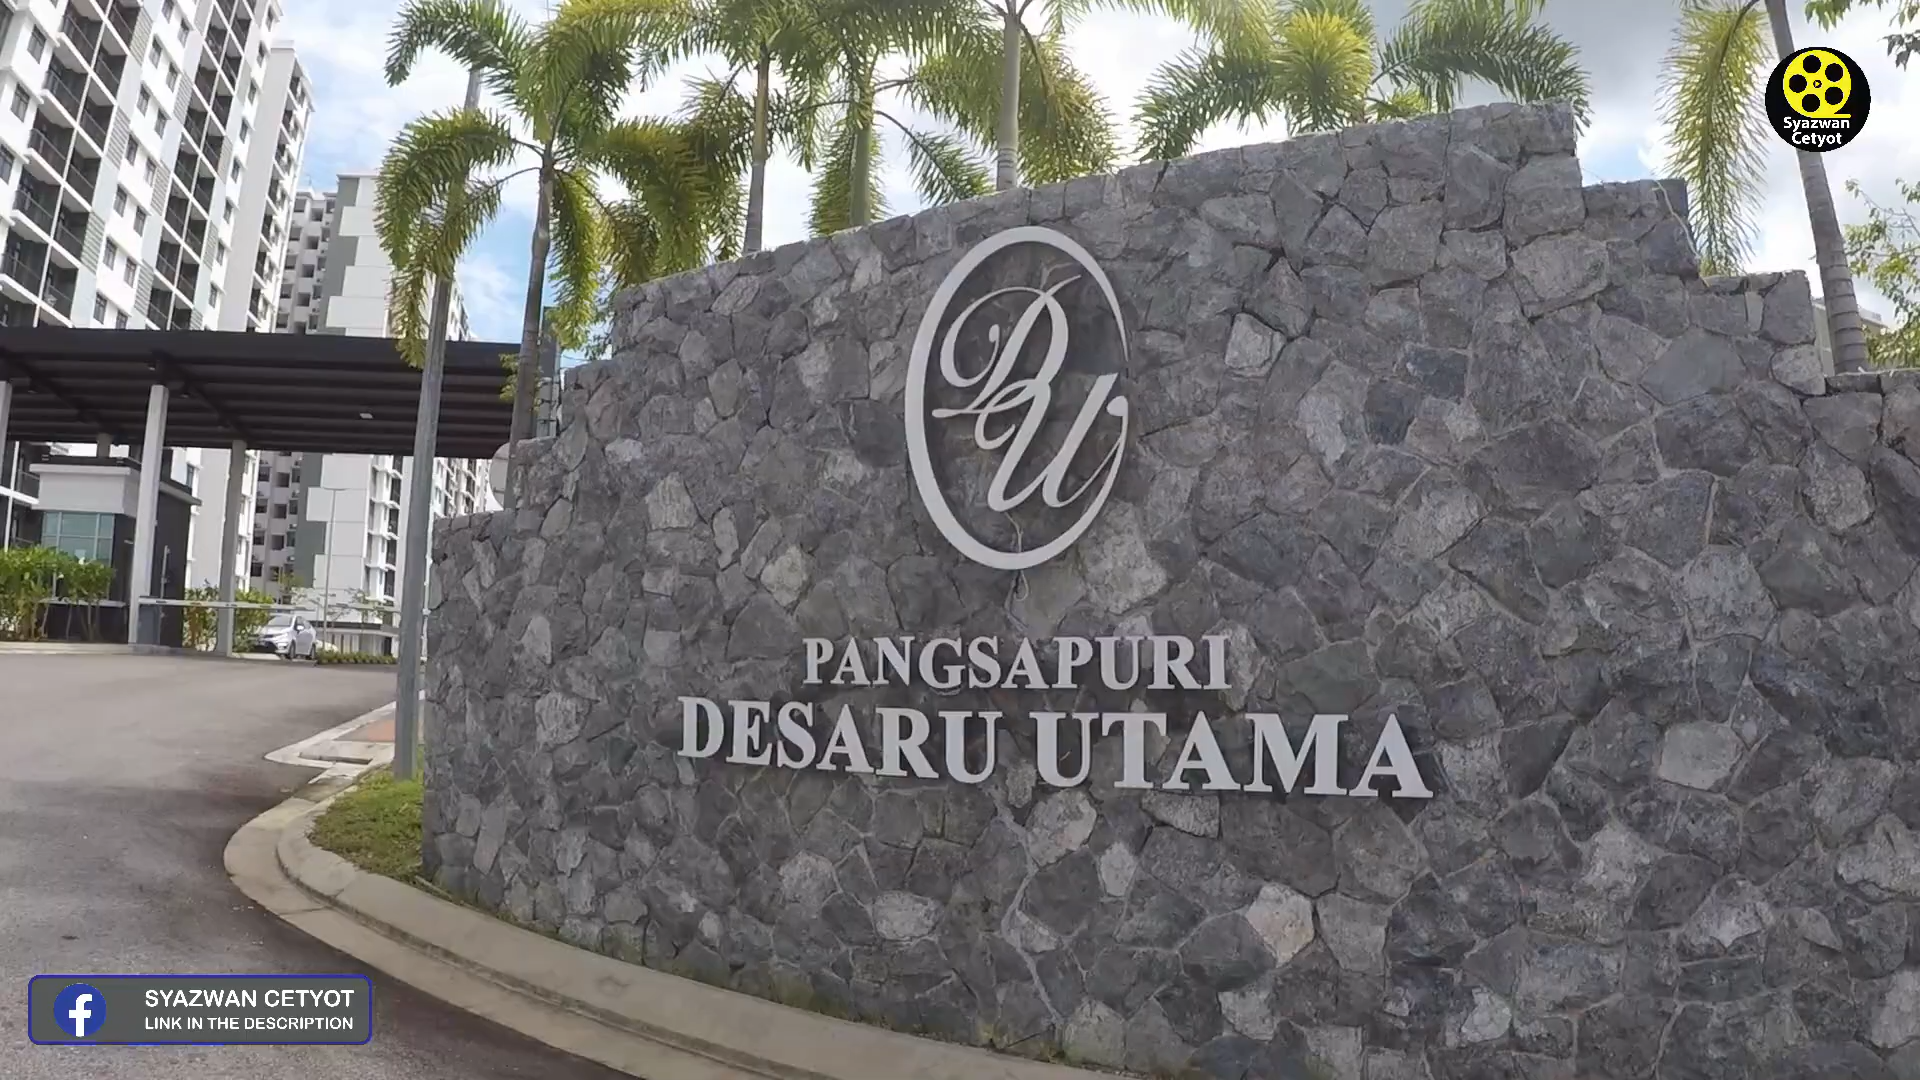 Syazwan
Cetyot
DU
PANGSAPURI
DESARU UTAMA
SYAZWAN CETYOT
LINK IN THE DESCRIPTION